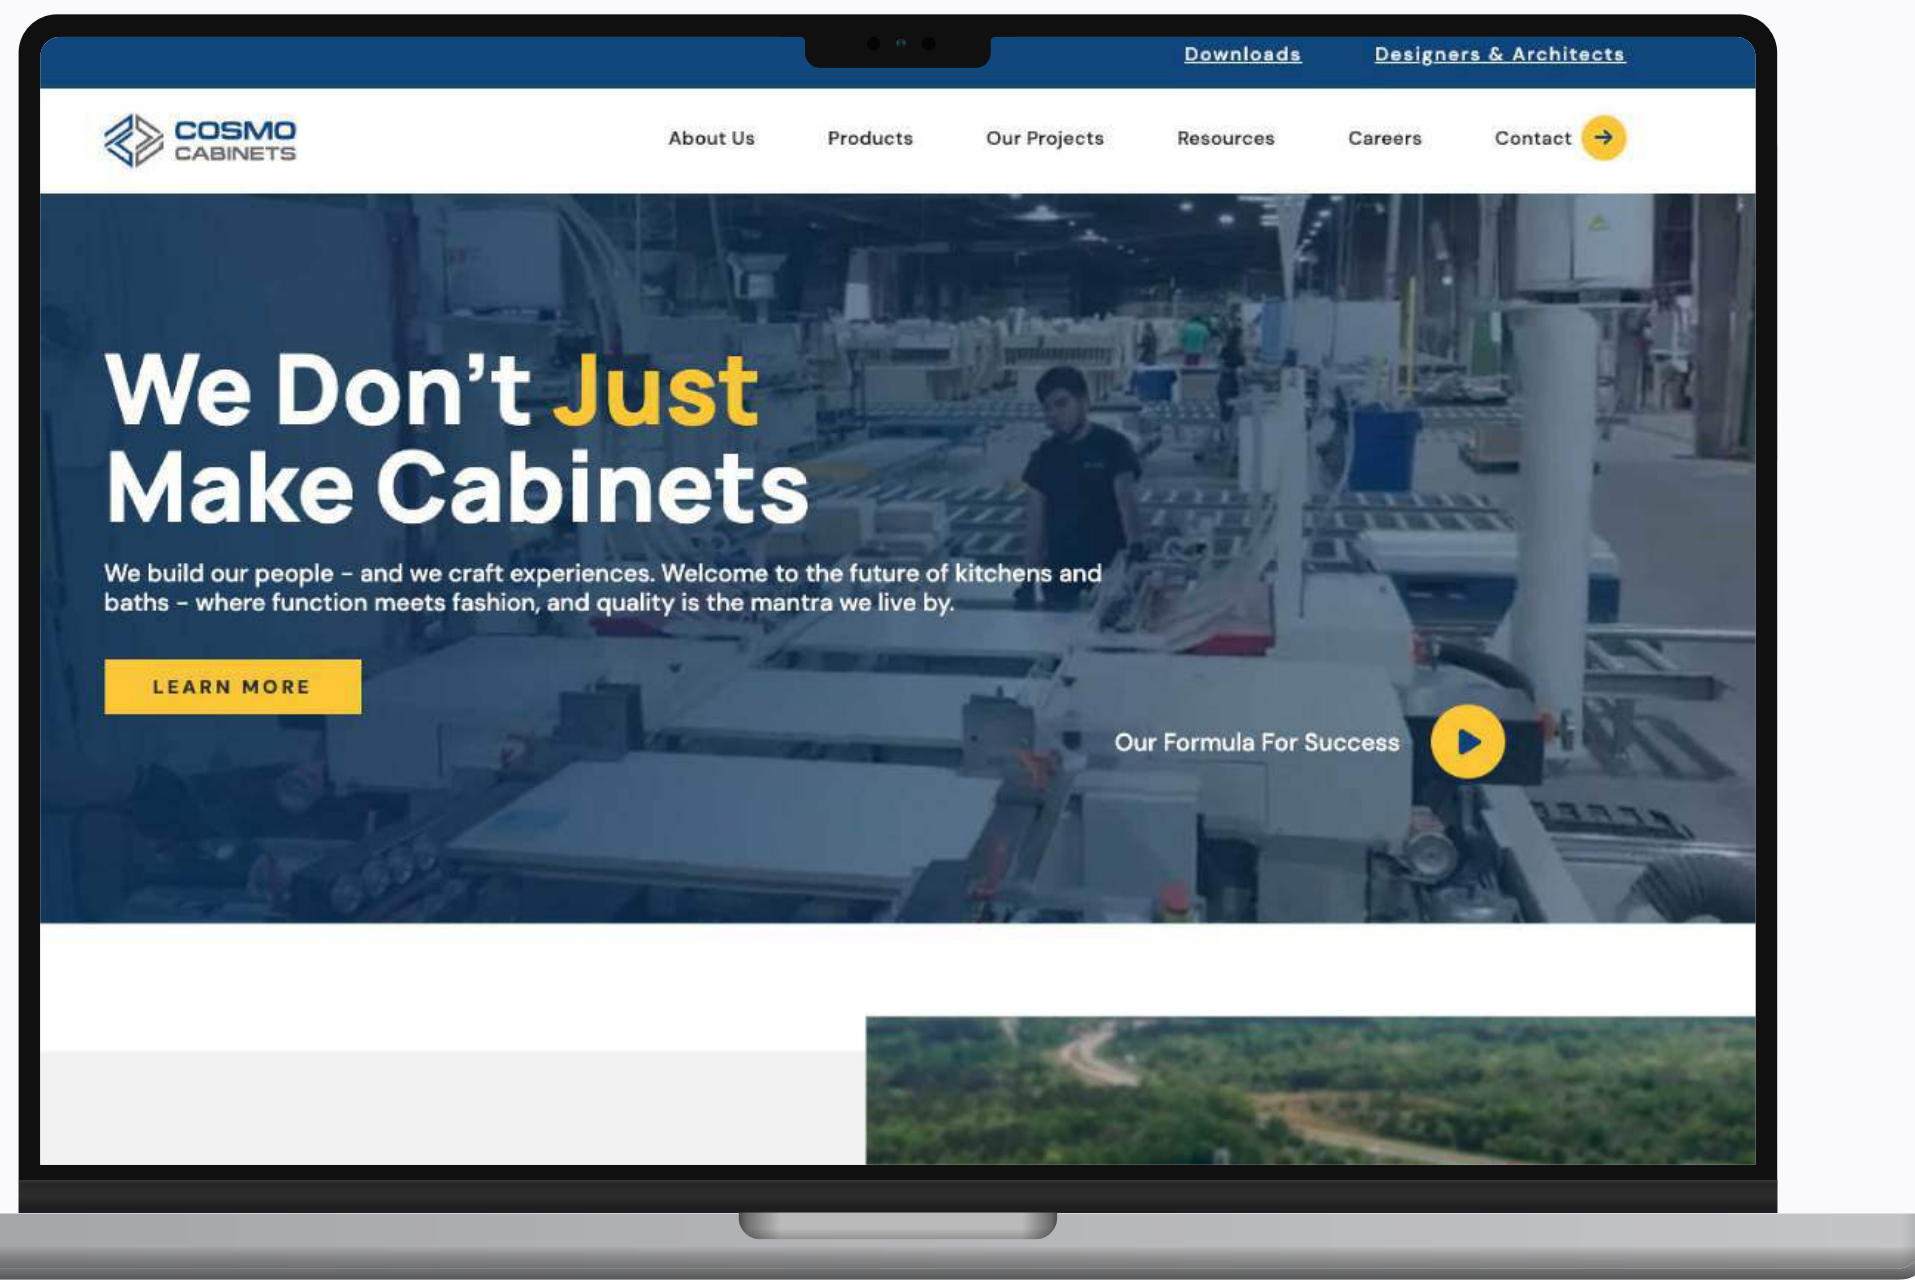 Downloads
Designers & Architects
COSMO
CABINETS
About Us
Products
Our Projects
Resources
Careers
Contact
We Don't Just
Make Cabinets
We build our people – and we craft experiences. Welcome to the future of kitchens and
baths – where function meets fashion, and quality is the mantra we live by.
LEARN MORE
Our Formula For Success